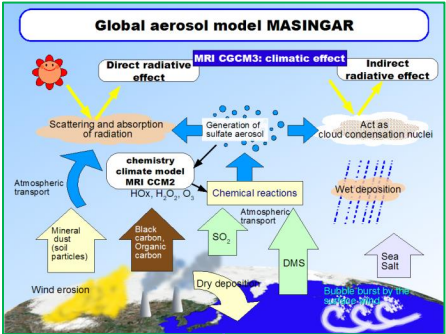 Global aerosol model MASINGAR
Direct radiative
effect
MRI CGCM3: climatic effect
Indirect
radiative effect
Scattering and absorption
of radiation
Generation of
sulfate aerosol
Act as
cloud condensation nuclei
chemistry
climate model
MRI CCM2
HOx, H2O2, O3
Chemical reactions
Wet deposition
Atmospheric
transport
Atmospheric
transport
Mineral
dust
(soil
particles)
Black
carbon,
Organic
carbon
SO2
DMS
Sea
Salt
Wind erosion
Dry deposition
Bubble burst by the
surface wind